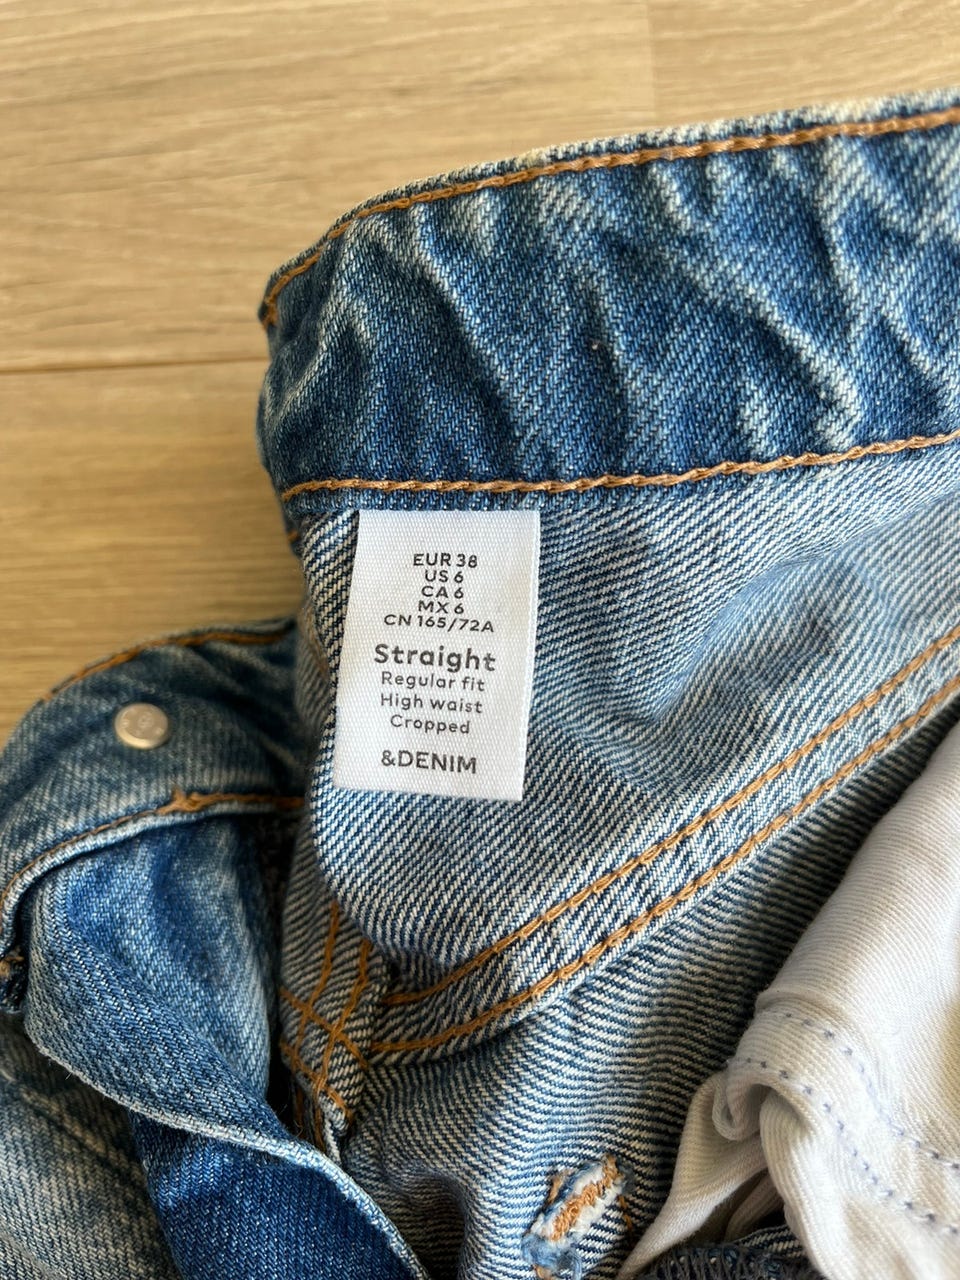 EUR 38
US 6
CA 6
MX 6
CN 165/72A
Straight
Regular fit
High waist
Cropped
&DENIM